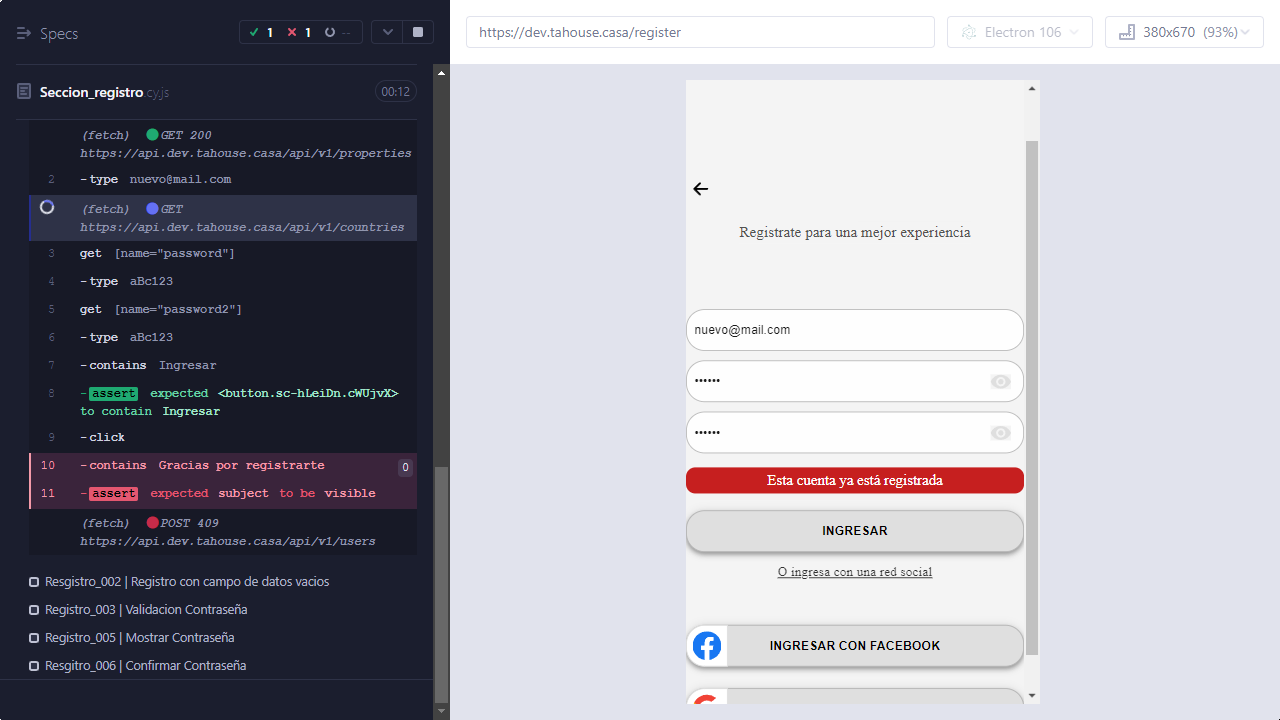 Specs
1
1
--
Seccion_registro.cy.js
00:12
(fetch) GET 200
https://api.dev.tahouse.casa/api/v1/properties
2 -type nuevo@mail.com
(fetch) GET
https://api.dev.tahouse.casa/api/v1/countries
3 get [name="password"]
4 -type aBc123
5 get [name="password2"]
6 -type aBc123
7 -contains Ingresar
8 -assert expected <button.sc-hLeiDn.cWUjvX>
to contain Ingresar
9 -click
10 -contains Gracias por registrarte 0
11 -assert expected subject to be visible
(fetch) POST 409
https://api.dev.tahouse.casa/api/v1/users
Resgistro_002 | Registro con campo de datos vacios
Registro_003 | Validacion Contraseña
Registro_005 | Mostrar Contraseña
Resgitro_006 | Confirmar Contraseña
https://dev.tahouse.casa/register
Electron 106
380x670 (93%)
Registrate para una mejor experiencia
nuevo@mail.com
••••••
••••••
Esta cuenta ya está registrada
INGRESAR
O ingresa con una red social
INGRESAR CON FACEBOOK